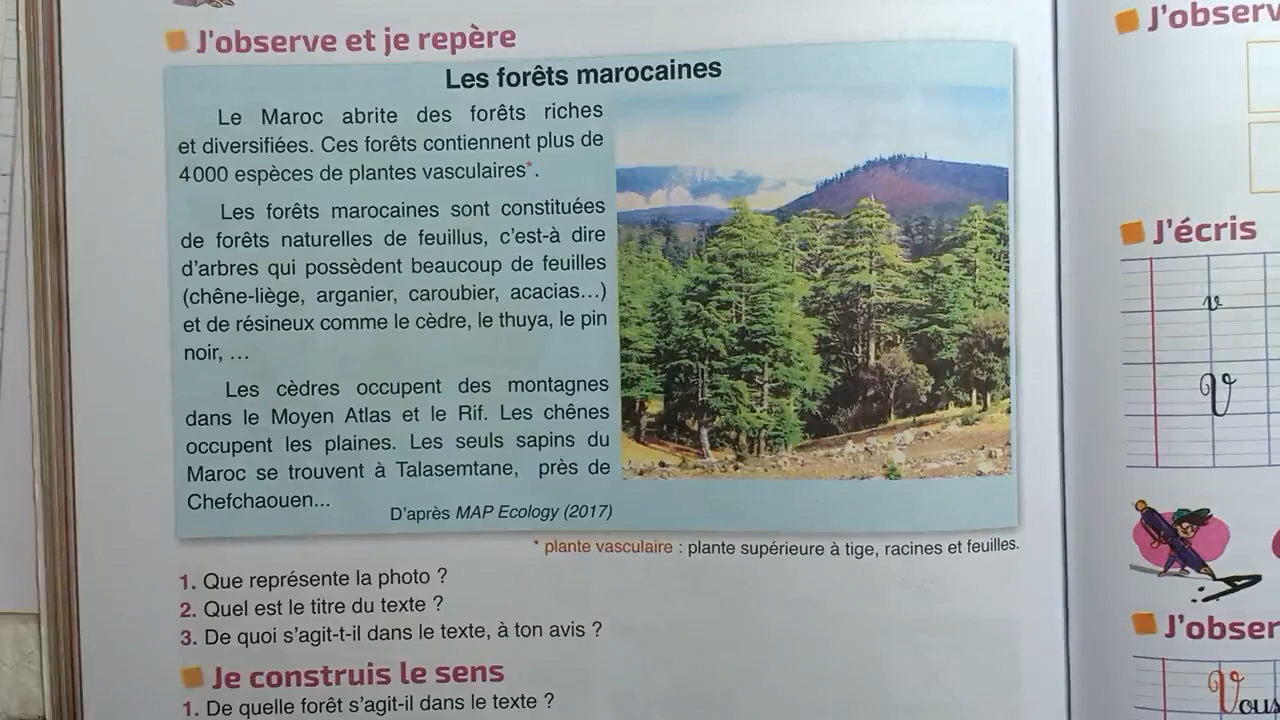 J'observe et je repère
Les forêts marocaines
Le Maroc abrite des forêts riches
et diversifiées. Ces forêts contiennent plus de
4000 espèces de plantes vasculaires*.
Les forêts marocaines sont constituées
de forêts naturelles de feuillus, c'est-à dire
d'arbres qui possèdent beaucoup de feuilles
(chêne-liège, arganier, caroubier, acacias...)
et de résineux comme le cèdre, le thuya, le pin
noir, ...
Les cèdres occupent des montagnes
dans le Moyen Atlas et le Rif. Les chênes
occupent les plaines. Les seuls sapins du
Maroc se trouvent à Talasemtane, près de
Chefchaouen...
D'après MAP Ecology (2017)
* plante vasculaire : plante supérieure à tige, racines et feuilles.
1. Que représente la photo ?
2. Quel est le titre du texte ?
3. De quoi s'agit-t-il dans le texte, à ton avis ?
Je construis le sens
1. De quelle forêt s'agit-il dans le texte ?
J'observ
J'écris
v
V
J'obser
Vous